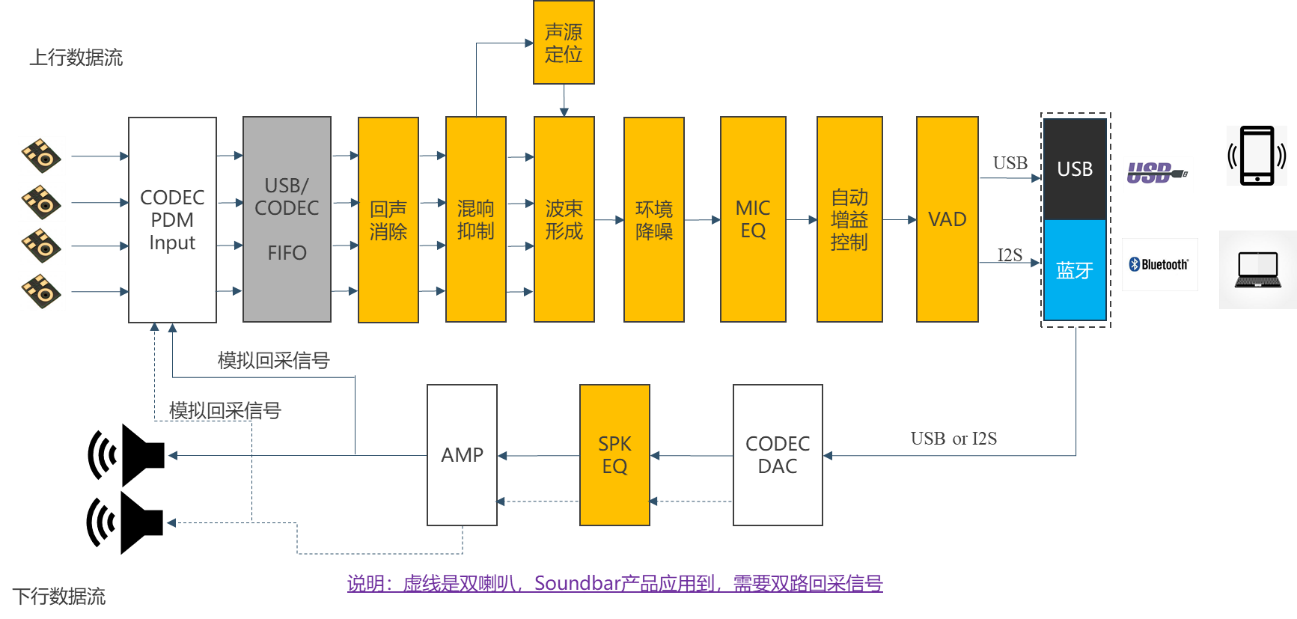 声源
定位
上行数据流
CODEC
PDM
Input
USB/
CODEC
FIFO
回声
消除
混响
抑制
波束
形成
环境
降噪
MIC
EQ
自动
增益
控制
VAD
USB
I2S
USB
蓝牙
USB
Bluetooth
模拟回采信号
模拟回采信号
AMP
SPK
EQ
CODEC
DAC
USB or I2S
说明：虚线是双喇叭，Soundbar产品应用到，需要双路回采信号
下行数据流